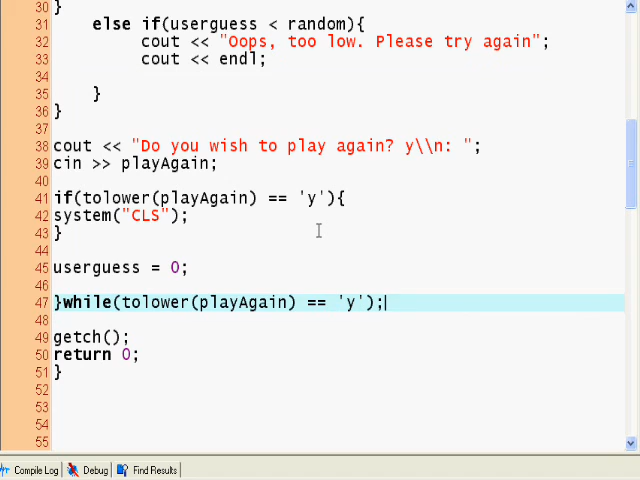 30 }
31     else if(userguess < random){
32          cout << "Oops, too low. Please try again";
33          cout << endl;
34
35     }
36 }
37
38 cout << "Do you wish to play again? y\\n: ";
39 cin >> playAgain;
40
41 if(tolower(playAgain) == 'y'){
42 system("CLS");
43 }
44
45 userguess = 0;
46
47 }while(tolower(playAgain) == 'y');
48
49 getch();
50 return 0;
51 }
52
53
54
55
Compile Log Debug Find Results